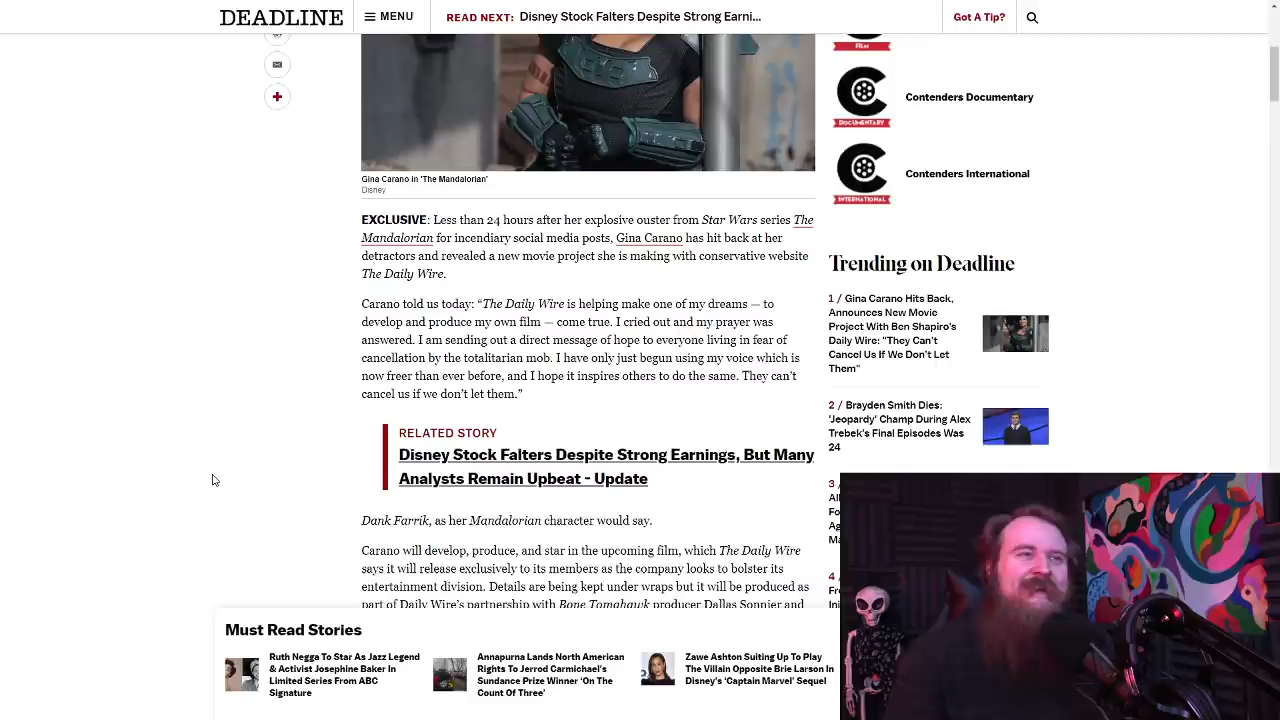 DEADLINE
MENU
READ NEXT: Disney Stock Falters Despite Strong Earni...
Got A Tip?
FILM
DOCUMENTARY
Contenders Documentary
INTERNATIONAL
Contenders International
Gina Carano in 'The Mandalorian'
Disney
EXCLUSIVE: Less than 24 hours after her explosive ouster from Star Wars series The
Mandalorian for incendiary social media posts, Gina Carano has hit back at her
detractors and revealed a new movie project she is making with conservative website
The Daily Wire.
Carano told us today: “The Daily Wire is helping make one of my dreams — to
develop and produce my own film — come true. I cried out and my prayer was
answered. I am sending out a direct message of hope to everyone living in fear of
cancellation by the totalitarian mob. I have only just begun using my voice which is
now freer than ever before, and I hope it inspires others to do the same. They can’t
cancel us if we don’t let them.”
RELATED STORY
Disney Stock Falters Despite Strong Earnings, But Many
Analysts Remain Upbeat - Update
Dank Farrik, as her Mandalorian character would say.
Carano will develop, produce, and star in the upcoming film, which The Daily Wire
says it will release exclusively to its members as the company looks to bolster its
entertainment division. Details are being kept under wraps but it will be produced as
part of Daily Wire’s partnership with Bone Tomahawk producer Dallas Sonnier and
Trending on Deadline
1 / Gina Carano Hits Back,
Announces New Movie
Project With Ben Shapiro's
Daily Wire: “They Can't
Cancel Us If We Don't Let
Them“
2 / Brayden Smith Dies:
'Jeopardy' Champ During Alex
Trebek's Final Episodes Was
24
3 /
4 /
Must Read Stories
Ruth Negga To Star As Jazz Legend
& Activist Josephine Baker In
Limited Series From ABC
Signature
Annapurna Lands North American
Rights To Jerrod Carmichael's
Sundance Prize Winner 'On The
Count Of Three'
Zawe Ashton Suiting Up To Play
The Villain Opposite Brie Larson In
Disney's 'Captain Marvel' Sequel